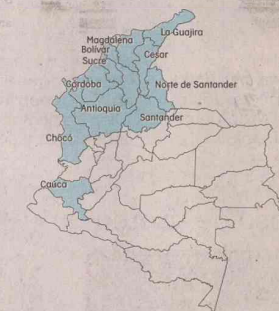 La Guajira
Magdalena
Bolívar
Cesar
Sucre
Córdoba
Norte de Santander
Antioquia
Santander
Chocó
Cauca